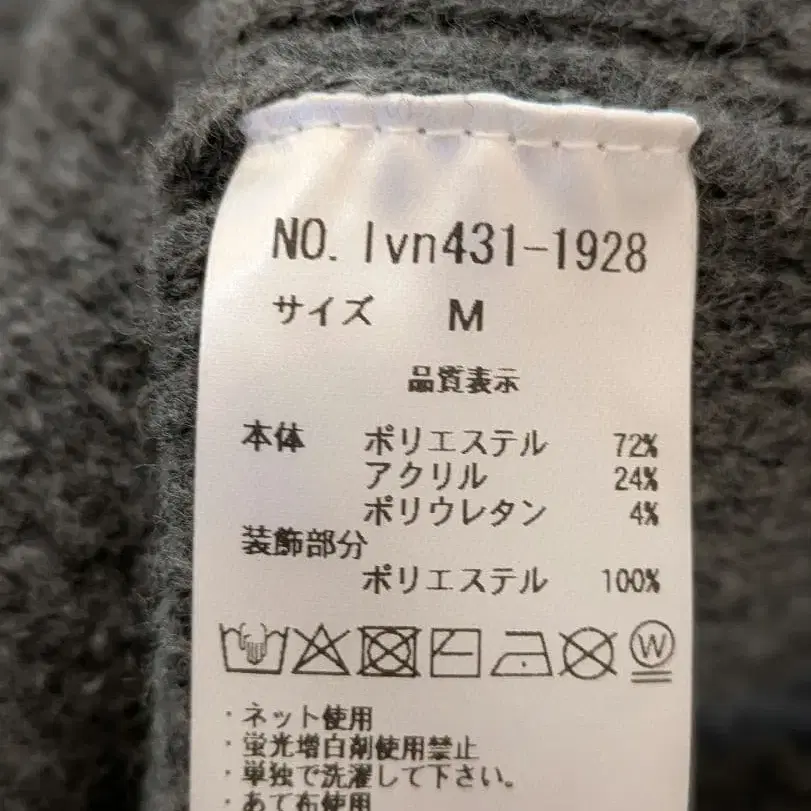 NO. lvn431-1928
サイズ M
品質表示
本体 ポリエステル 72%
アクリル 24%
ポリウレタン 4%
装飾部分
ポリエステル 100%
W
・ネット使用
・蛍光増白剤使用禁止
・単独で洗濯して下さい。
・あて布使用